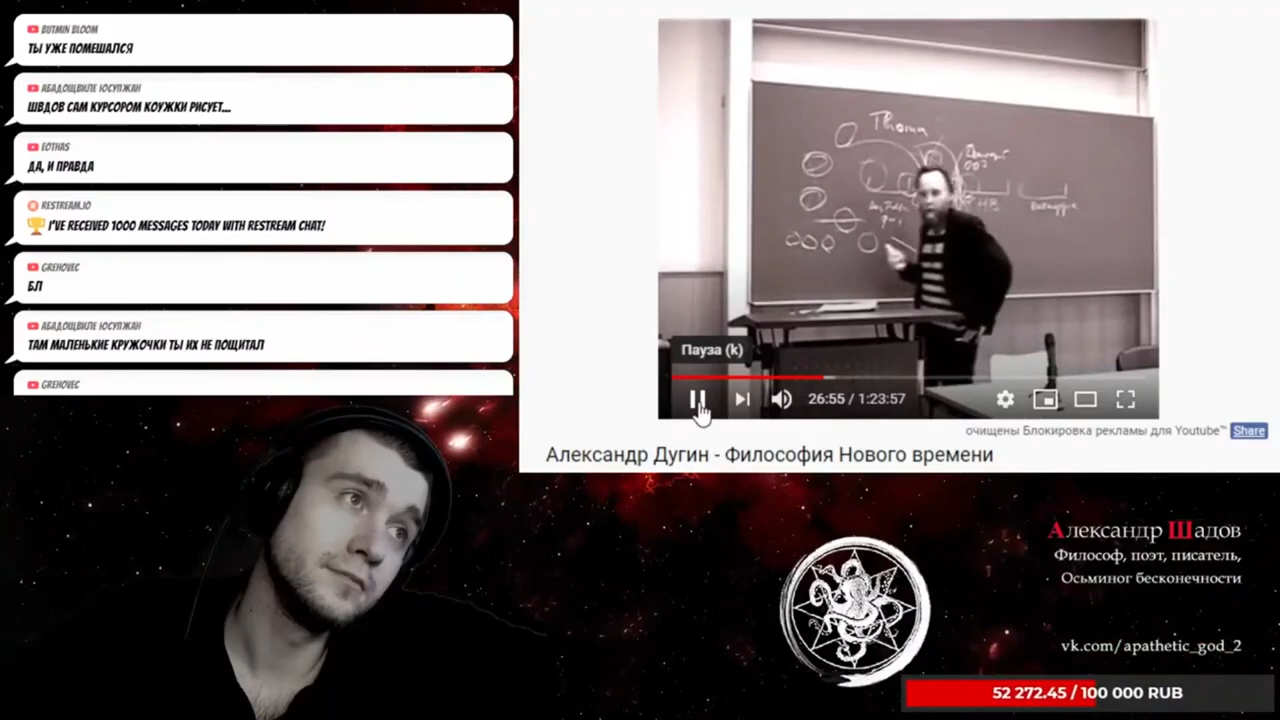 BUTMIN BLOOM
ТЫ УЖЕ ПОМЕШАЛСЯ
АБАДОЩВИЛЕ ЮСУПЖАН
ШВДОВ САМ КУРСОРОМ КОУЖКИ РИСУЕТ...
EOTHAS
ДА, И ПРАВДА
RESTREAM.IO
I'VE RECEIVED 1000 MESSAGES TODAY WITH RESTREAM CHAT!
GREHOVEC
БЛ
АБАДОЩВИЛЕ ЮСУПЖАН
ТАМ МАЛЕНЬКИЕ КРУЖОЧКИ ТЫ ИХ НЕ ПОЩИТАЛ
GREHOVEC
Thoma
Пауза (k)
26:55 / 1:23:57
очищены Блокировка рекламы для Youtube™ Share
Александр Дугин - Философия Нового времени
Александр Шадов
Философ, поэт, писатель,
Осьминог бесконечности
vk.com/apathetic_god_2
52 272.45 / 100 000 RUB